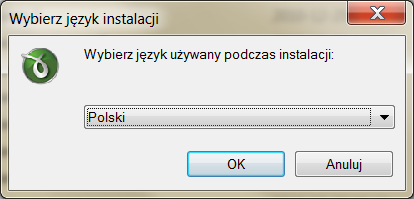 Wybierz język instalacji
Wybierz język używany podczas instalacji:
Polski
OK
Anuluj